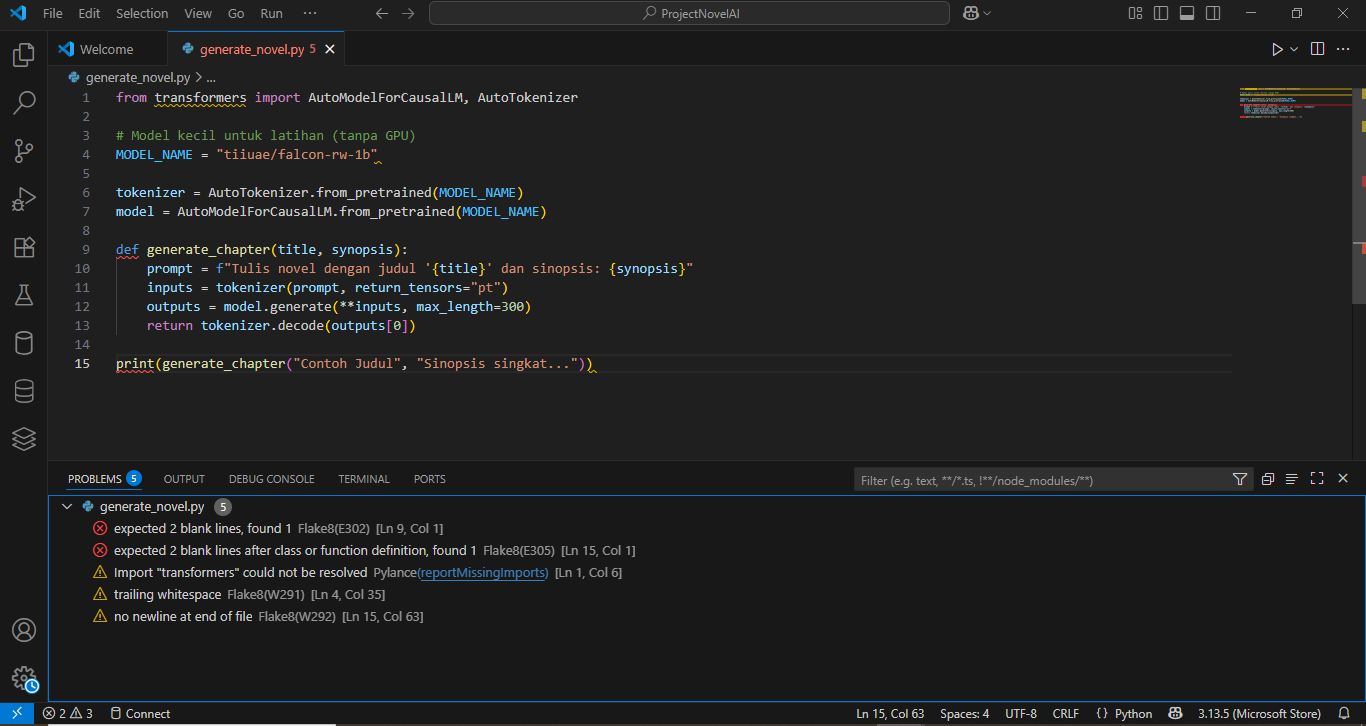 File Edit Selection View Go Run ··· ProjectNovelAI
Welcome generate_novel.py 5
generate_novel.py > ...
1 from transformers import AutoModelForCausalLM, AutoTokenizer
2
3 # Model kecil untuk latihan (tanpa GPU)
4 MODEL_NAME = "tiiuae/falcon-rw-1b"
5
6 tokenizer = AutoTokenizer.from_pretrained(MODEL_NAME)
7 model = AutoModelForCausalLM.from_pretrained(MODEL_NAME)
8
9 def generate_chapter(title, synopsis):
10 prompt = f"Tulis novel dengan judul '{title}' dan sinopsis: {synopsis}"
11 inputs = tokenizer(prompt, return_tensors="pt")
12 outputs = model.generate(**inputs, max_length=300)
13 return tokenizer.decode(outputs[0])
14
15 print(generate_chapter("Contoh Judul", "Sinopsis singkat..."))
PROBLEMS 5 OUTPUT DEBUG CONSOLE TERMINAL PORTS Filter (e.g. text, **/*.ts, !**/node_modules/**)
generate_novel.py 5
expected 2 blank lines, found 1 Flake8(E302) [Ln 9, Col 1]
expected 2 blank lines after class or function definition, found 1 Flake8(E305) [Ln 15, Col 1]
Import "transformers" could not be resolved Pylance(reportMissingImports) [Ln 1, Col 6]
trailing whitespace Flake8(W291) [Ln 4, Col 35]
no newline at end of file Flake8(W292) [Ln 15, Col 63]
2 3 Connect Ln 15, Col 63 Spaces: 4 UTF-8 CRLF {} Python 3.13.5 (Microsoft Store)